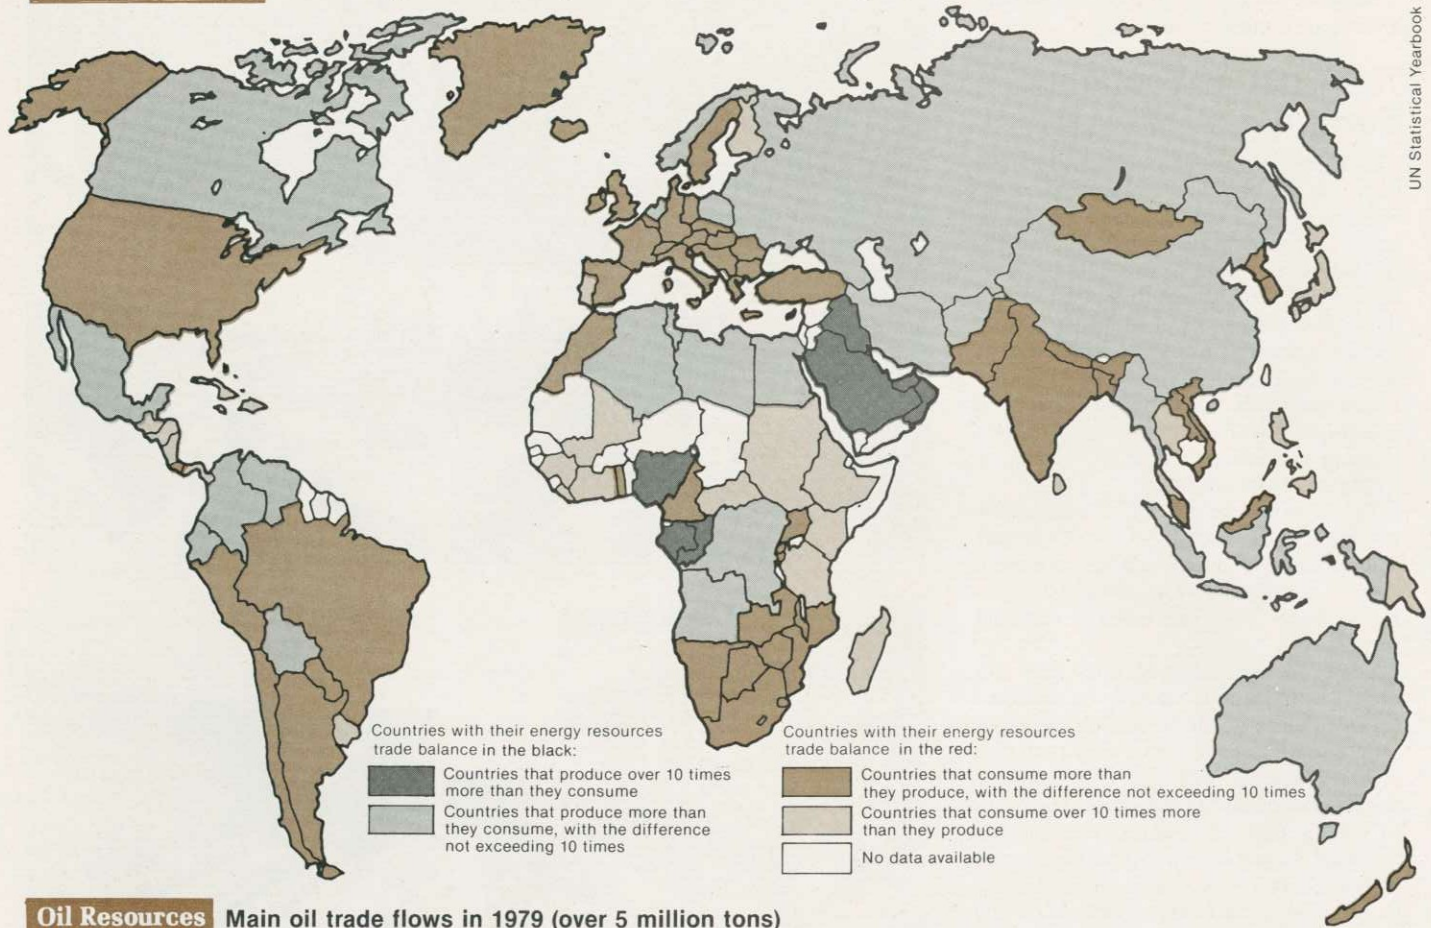 UN Statistical Yearbook
Countries with their energy resources
trade balance in the black:
Countries that produce over 10 times
more than they consume
Countries that produce more than
they consume, with the difference
not exceeding 10 times
Countries with their energy resources
trade balance in the red:
Countries that consume more than
they produce, with the difference not exceeding 10 times
Countries that consume over 10 times more
than they produce
No data available
Oil Resources Main oil trade flows in 1979 (over 5 million tons)